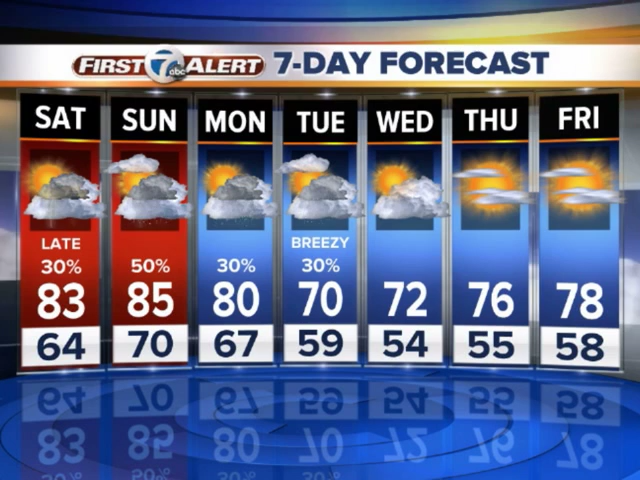 FIRST 7 abc ALERT 7-DAY FORECAST
SAT SUN MON TUE WED THU FRI
LATE BREEZY
30% 50% 30% 30%
83 85 80 70 72 76 78
64 70 67 59 54 55 58